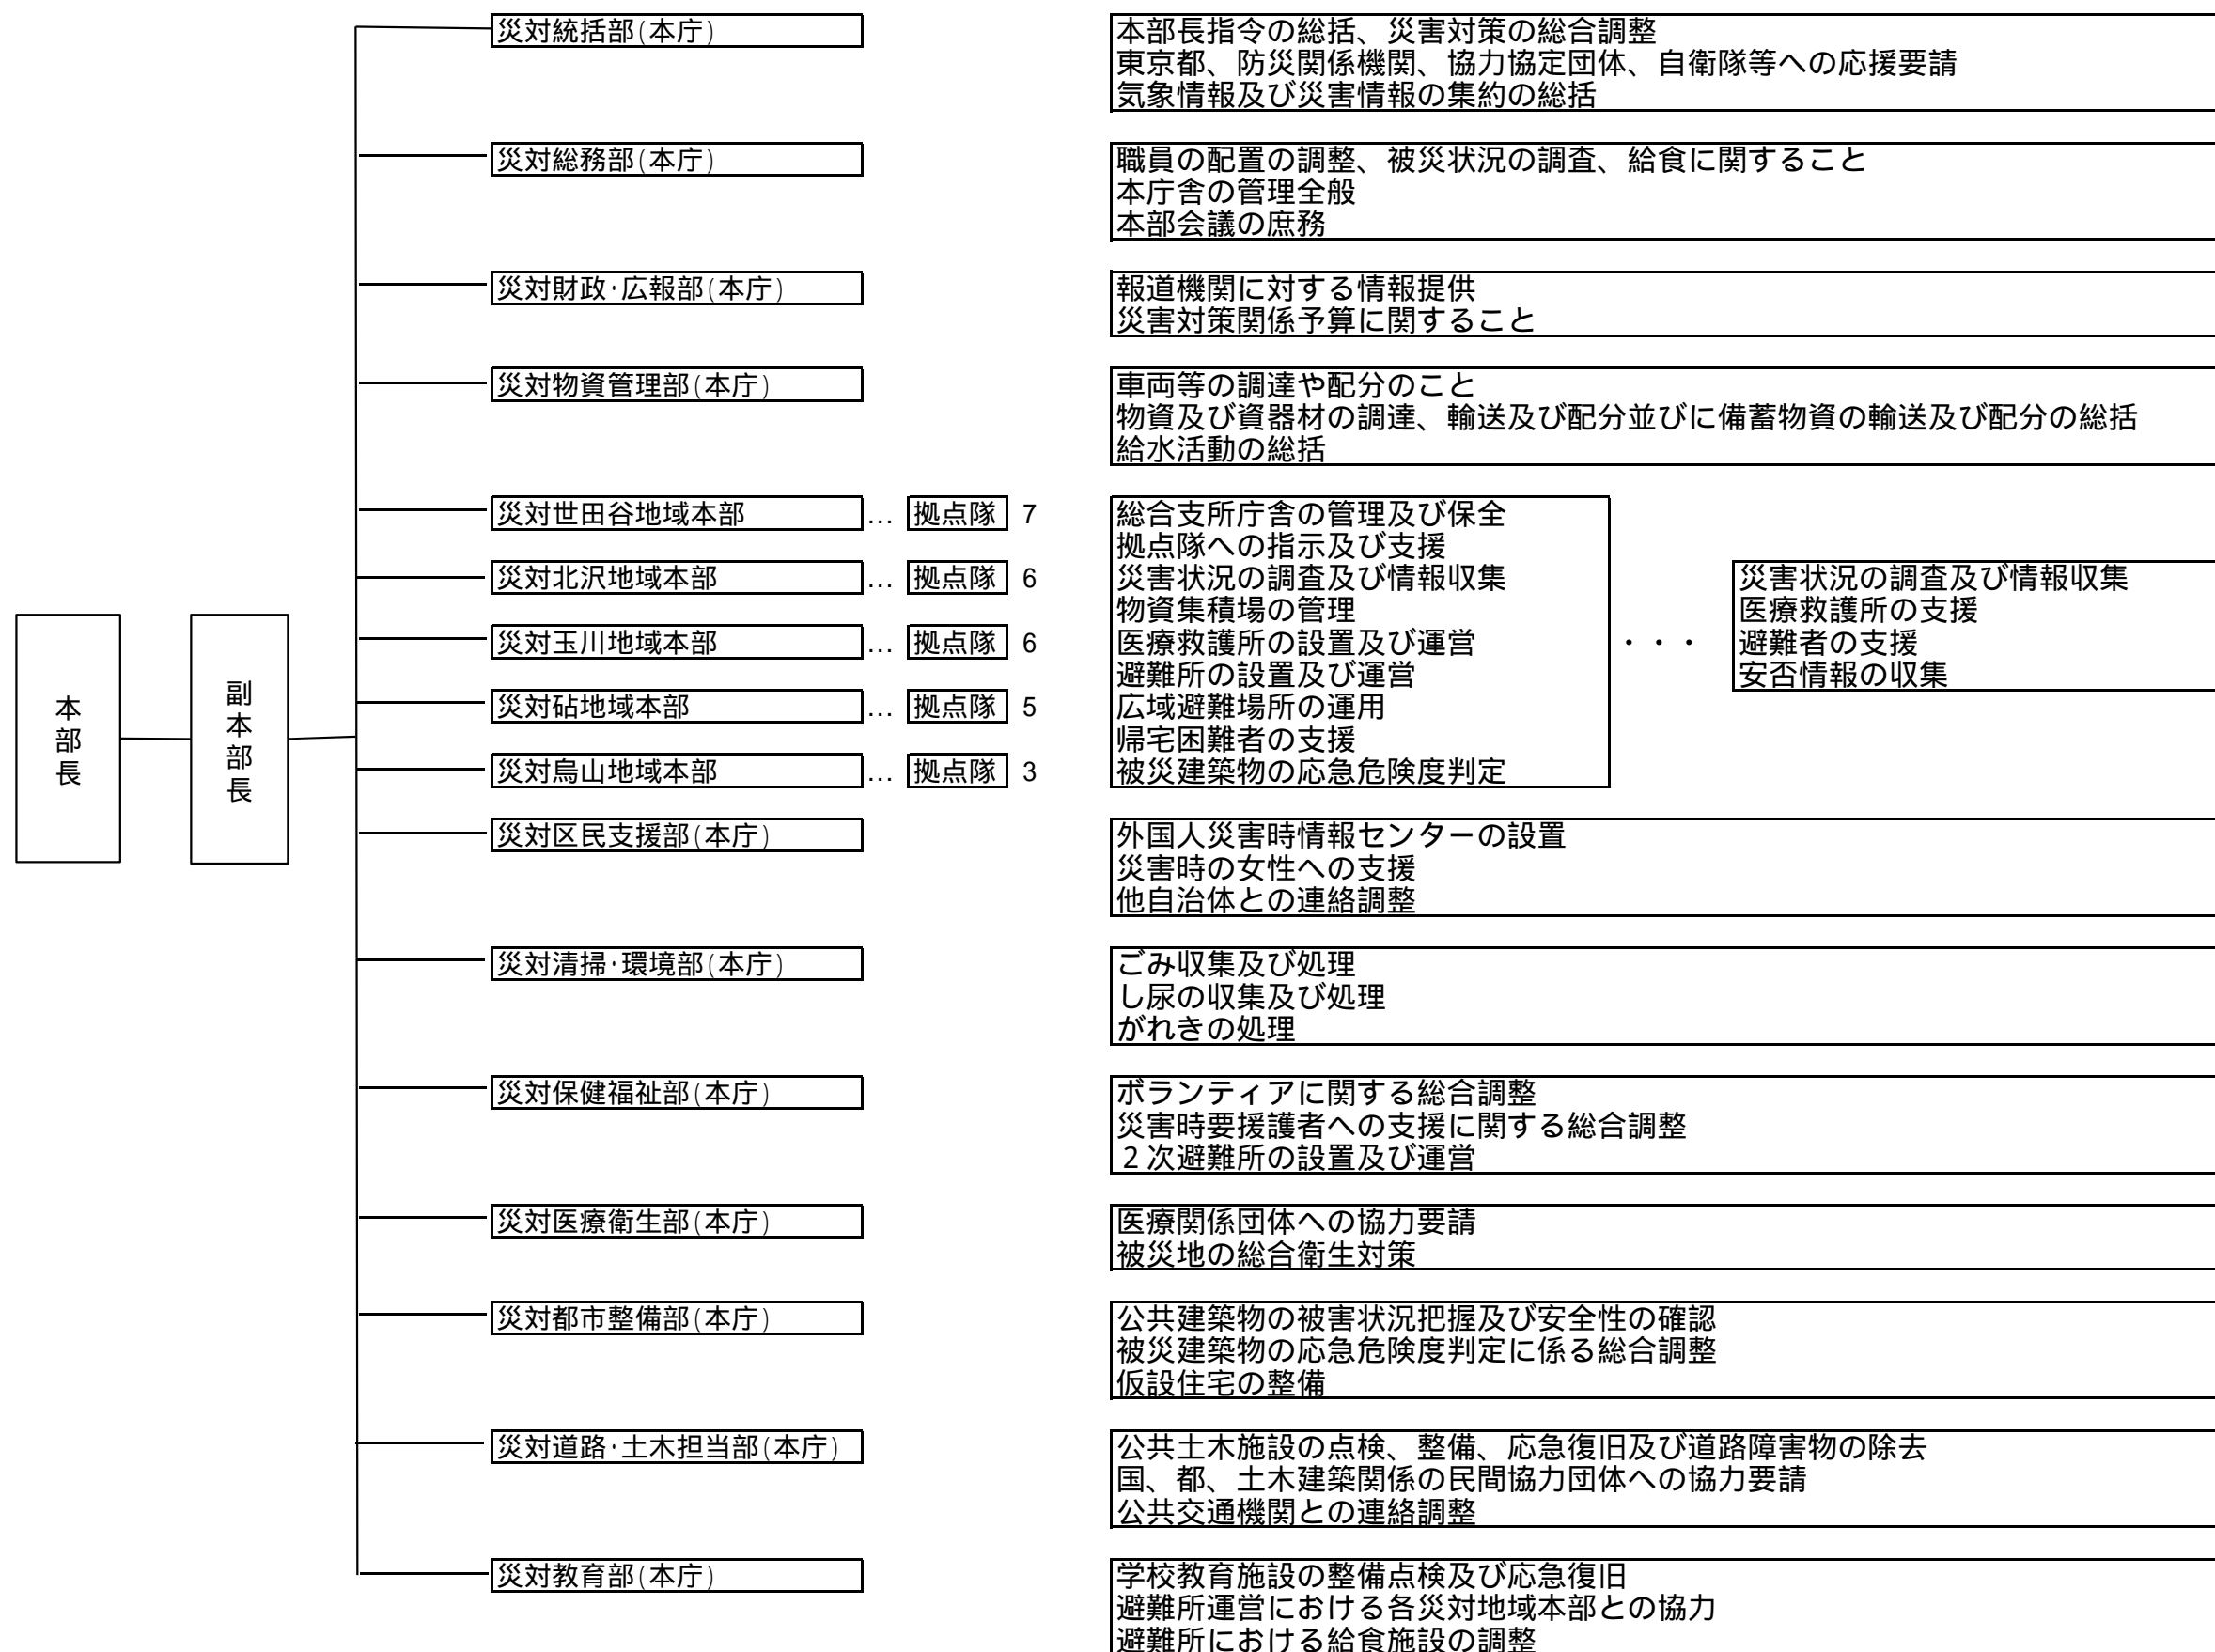 本部長
副本部長
災対統括部(本庁)
本部長指令の総括、災害対策の総合調整
東京都、防災関係機関、協力協定団体、自衛隊等への応援要請
気象情報及び災害情報の集約の総括
災対総務部(本庁)
職員の配置の調整、被災状況の調査、給食に関すること
本庁舎の管理全般
本部会議の庶務
災対財政・広報部(本庁)
報道機関に対する情報提供
災害対策関係予算に関すること
災対物資管理部(本庁)
車両等の調達や配分のこと
物資及び資器材の調達、輸送及び配分並びに備蓄物資の輸送及び配分の総括
給水活動の総括
災対世田谷地域本部 … 拠点隊 7
災対北沢地域本部 … 拠点隊 6
災対玉川地域本部 … 拠点隊 6
災対砧地域本部 … 拠点隊 5
災対烏山地域本部 … 拠点隊 3
総合支所庁舎の管理及び保全
拠点隊への指示及び支援
災害状況の調査及び情報収集
物資集積場の管理
医療救護所の設置及び運営
避難所の設置及び運営
広域避難場所の運用
帰宅困難者の支援
被災建築物の応急危険度判定
・・・
災害状況の調査及び情報収集
医療救護所の支援
避難者の支援
安否情報の収集
災対区民支援部(本庁)
外国人災害時情報センターの設置
災害時の女性への支援
他自治体との連絡調整
災対清掃・環境部(本庁)
ごみ収集及び処理
し尿の収集及び処理
がれきの処理
災対保健福祉部(本庁)
ボランティアに関する総合調整
災害時要援護者への支援に関する総合調整
2次避難所の設置及び運営
災対医療衛生部(本庁)
医療関係団体への協力要請
被災地の総合衛生対策
災対都市整備部(本庁)
公共建築物の被害状況把握及び安全性の確認
被災建築物の応急危険度判定に係る総合調整
仮設住宅の整備
災対道路・土木担当部(本庁)
公共土木施設の点検、整備、応急復旧及び道路障害物の除去
国、都、土木建築関係の民間協力団体への協力要請
公共交通機関との連絡調整
災対教育部(本庁)
学校教育施設の整備点検及び応急復旧
避難所運営における各災対地域本部との協力
避難所における給食施設の調整